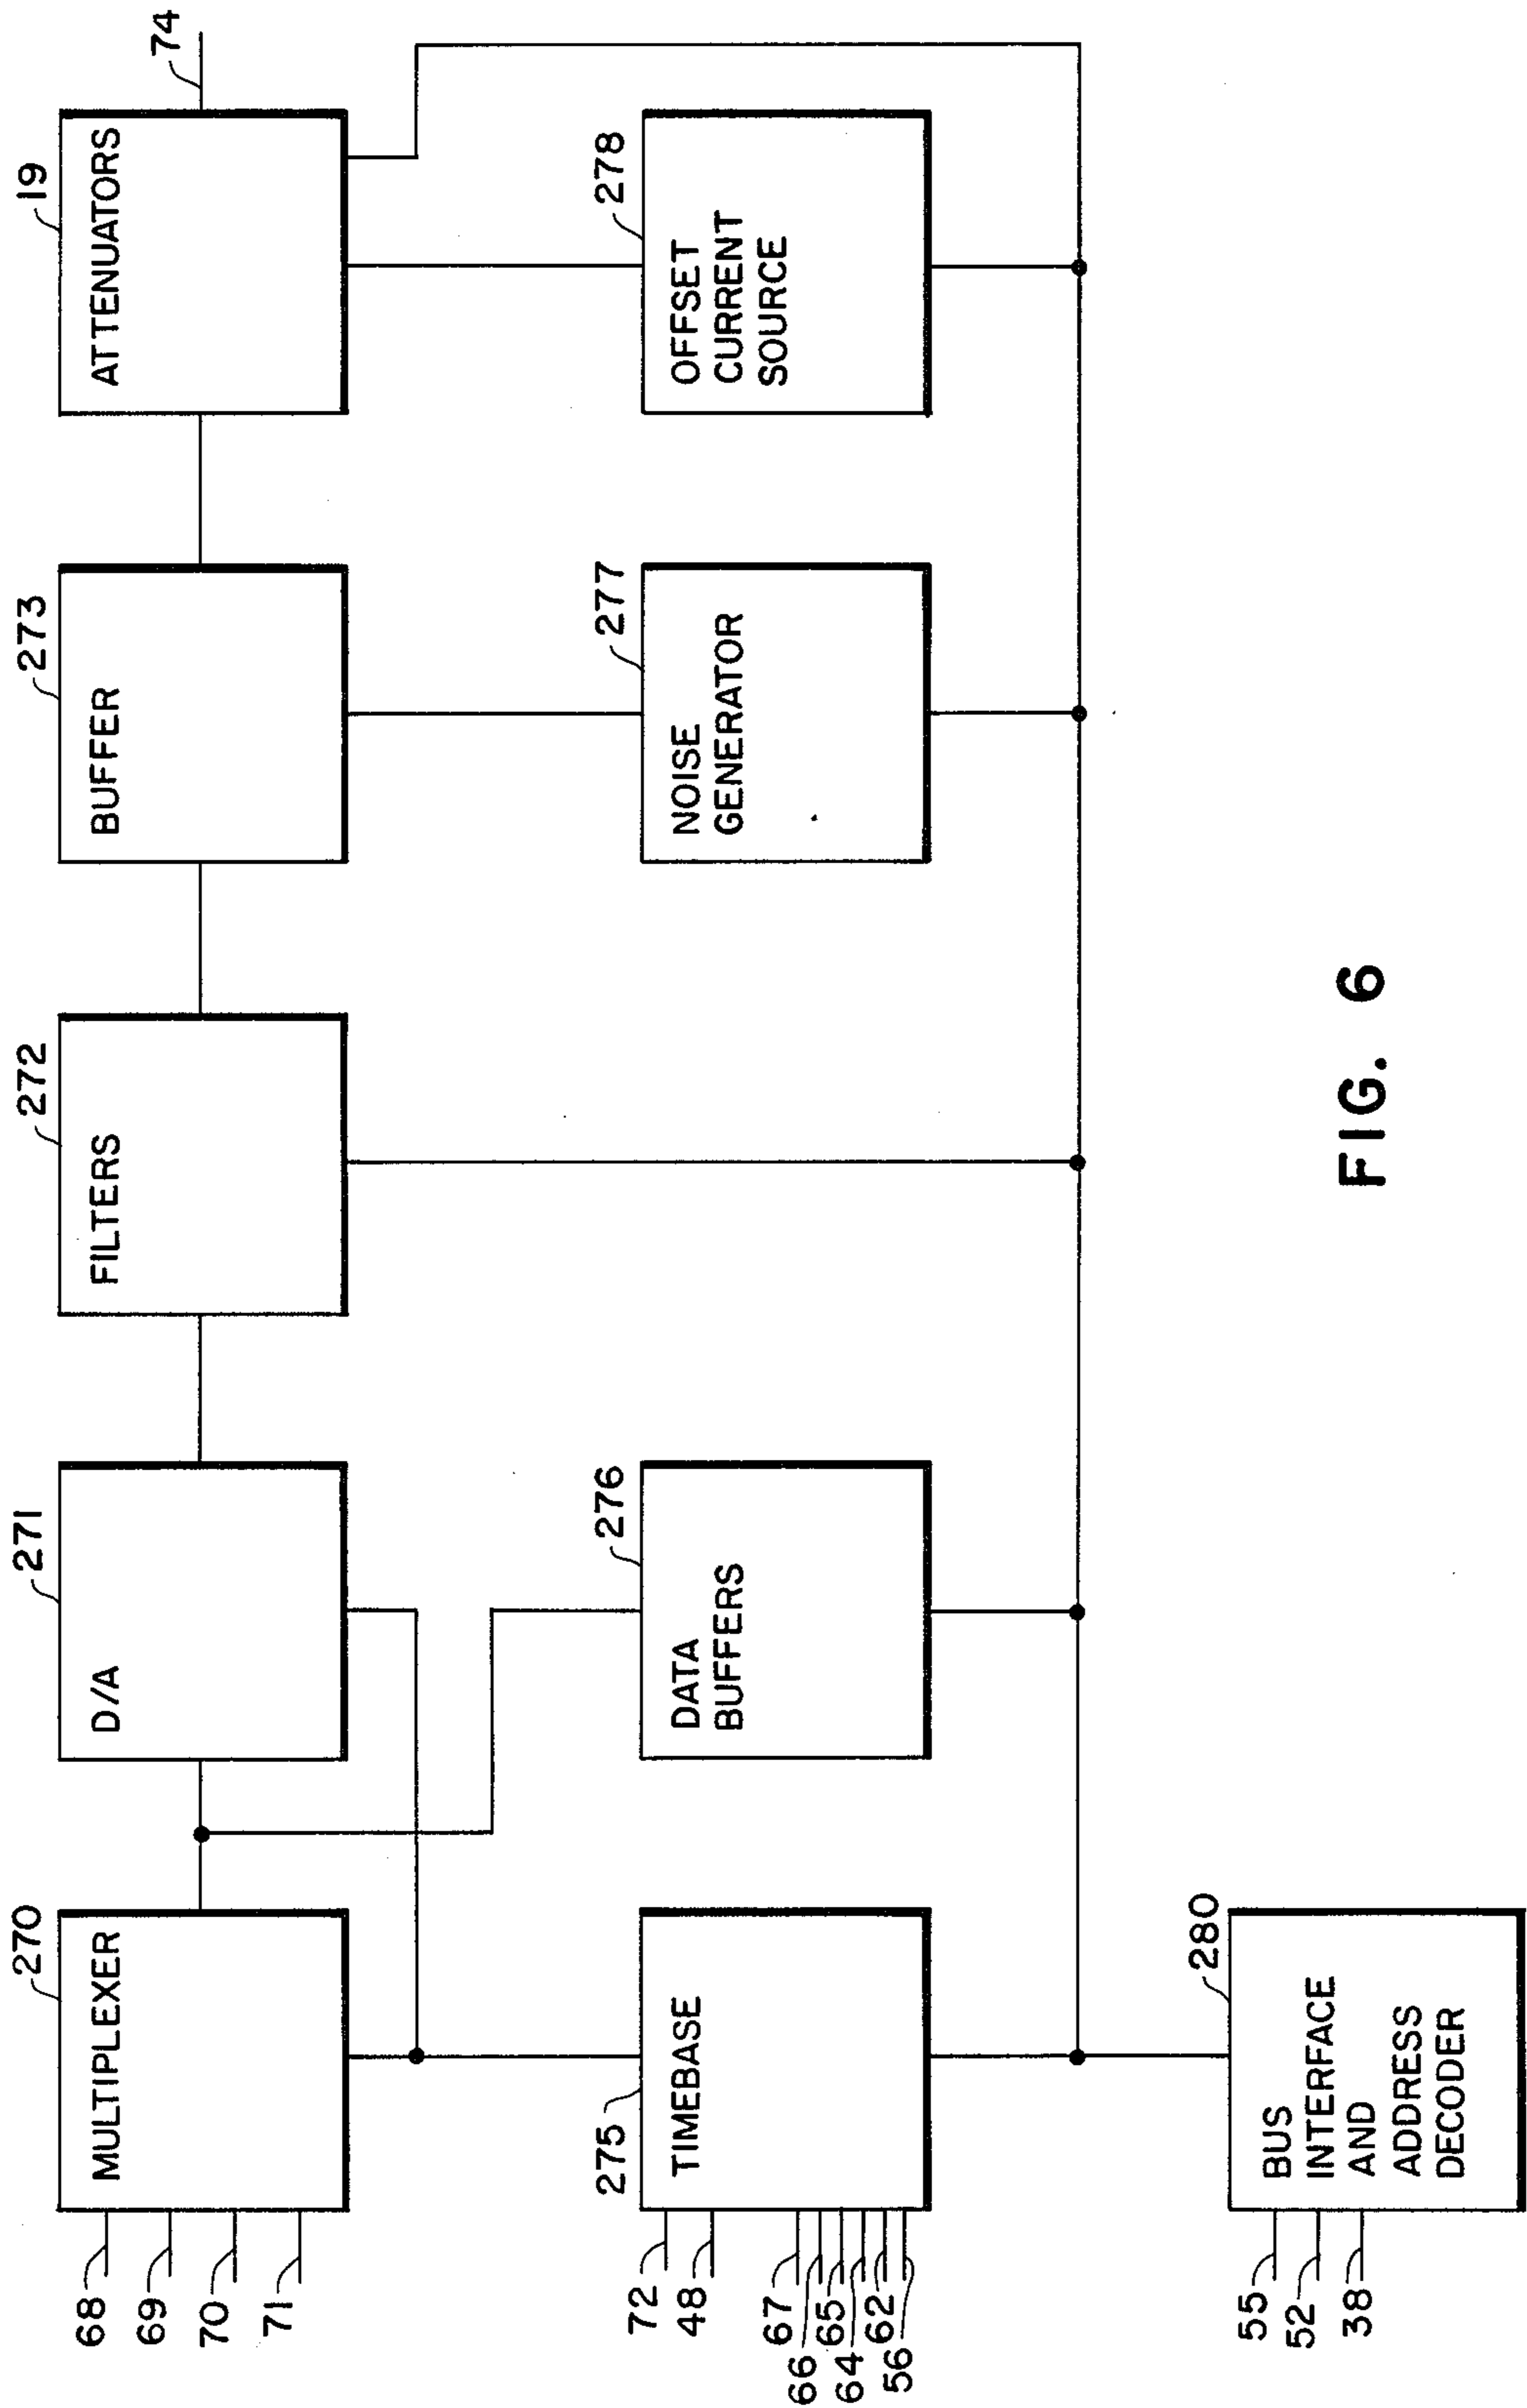 270
MULTIPLEXER
68
69
70
71
271
D/A
272
FILTERS
273
BUFFER
19
ATTENUATORS
74
275
TIMEBASE
72
48
67
66
65
64
62
56
276
DATA
BUFFERS
277
NOISE
GENERATOR
278
OFFSET
CURRENT
SOURCE
280
BUS
INTERFACE
AND
ADDRESS
DECODER
55
52
38
FIG. 6